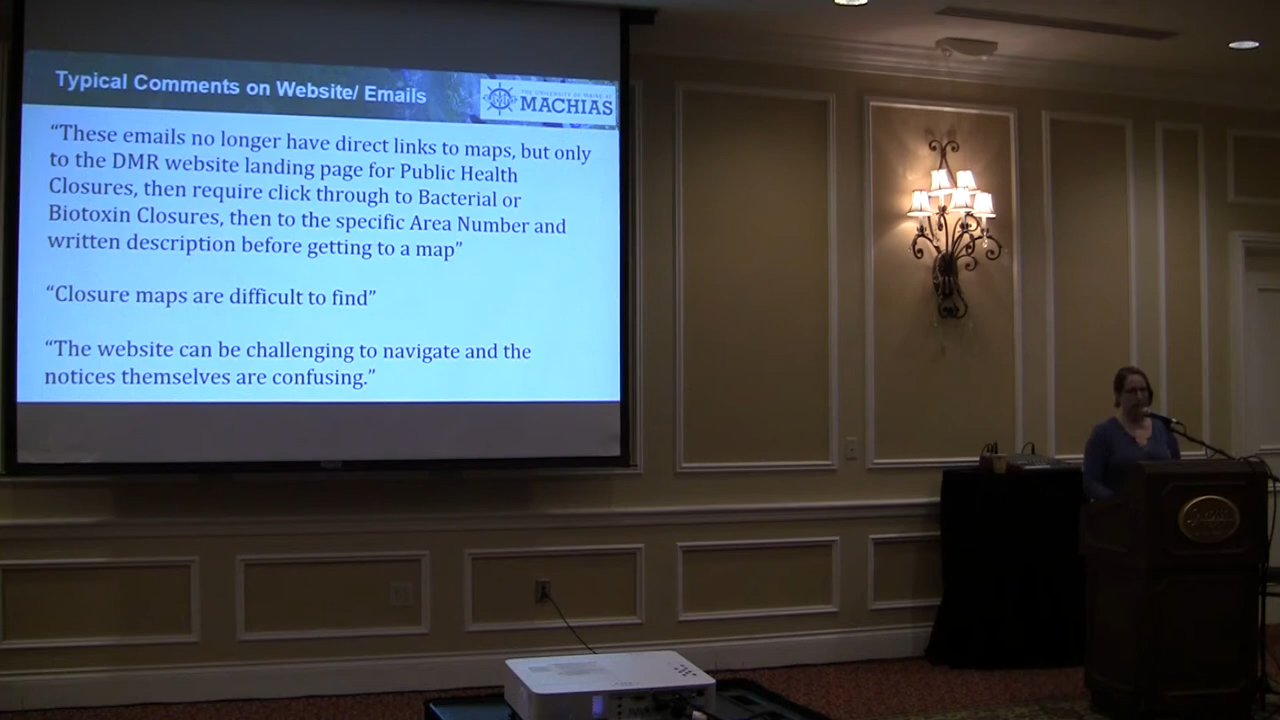 Typical Comments on Website/ Emails
THE UNIVERSITY OF MAINE AT
MACHIAS
“These emails no longer have direct links to maps, but only
to the DMR website landing page for Public Health
Closures, then require click through to Bacterial or
Biotoxin Closures, then to the specific Area Number and
written description before getting to a map”
“Closure maps are difficult to find”
“The website can be challenging to navigate and the
notices themselves are confusing.”